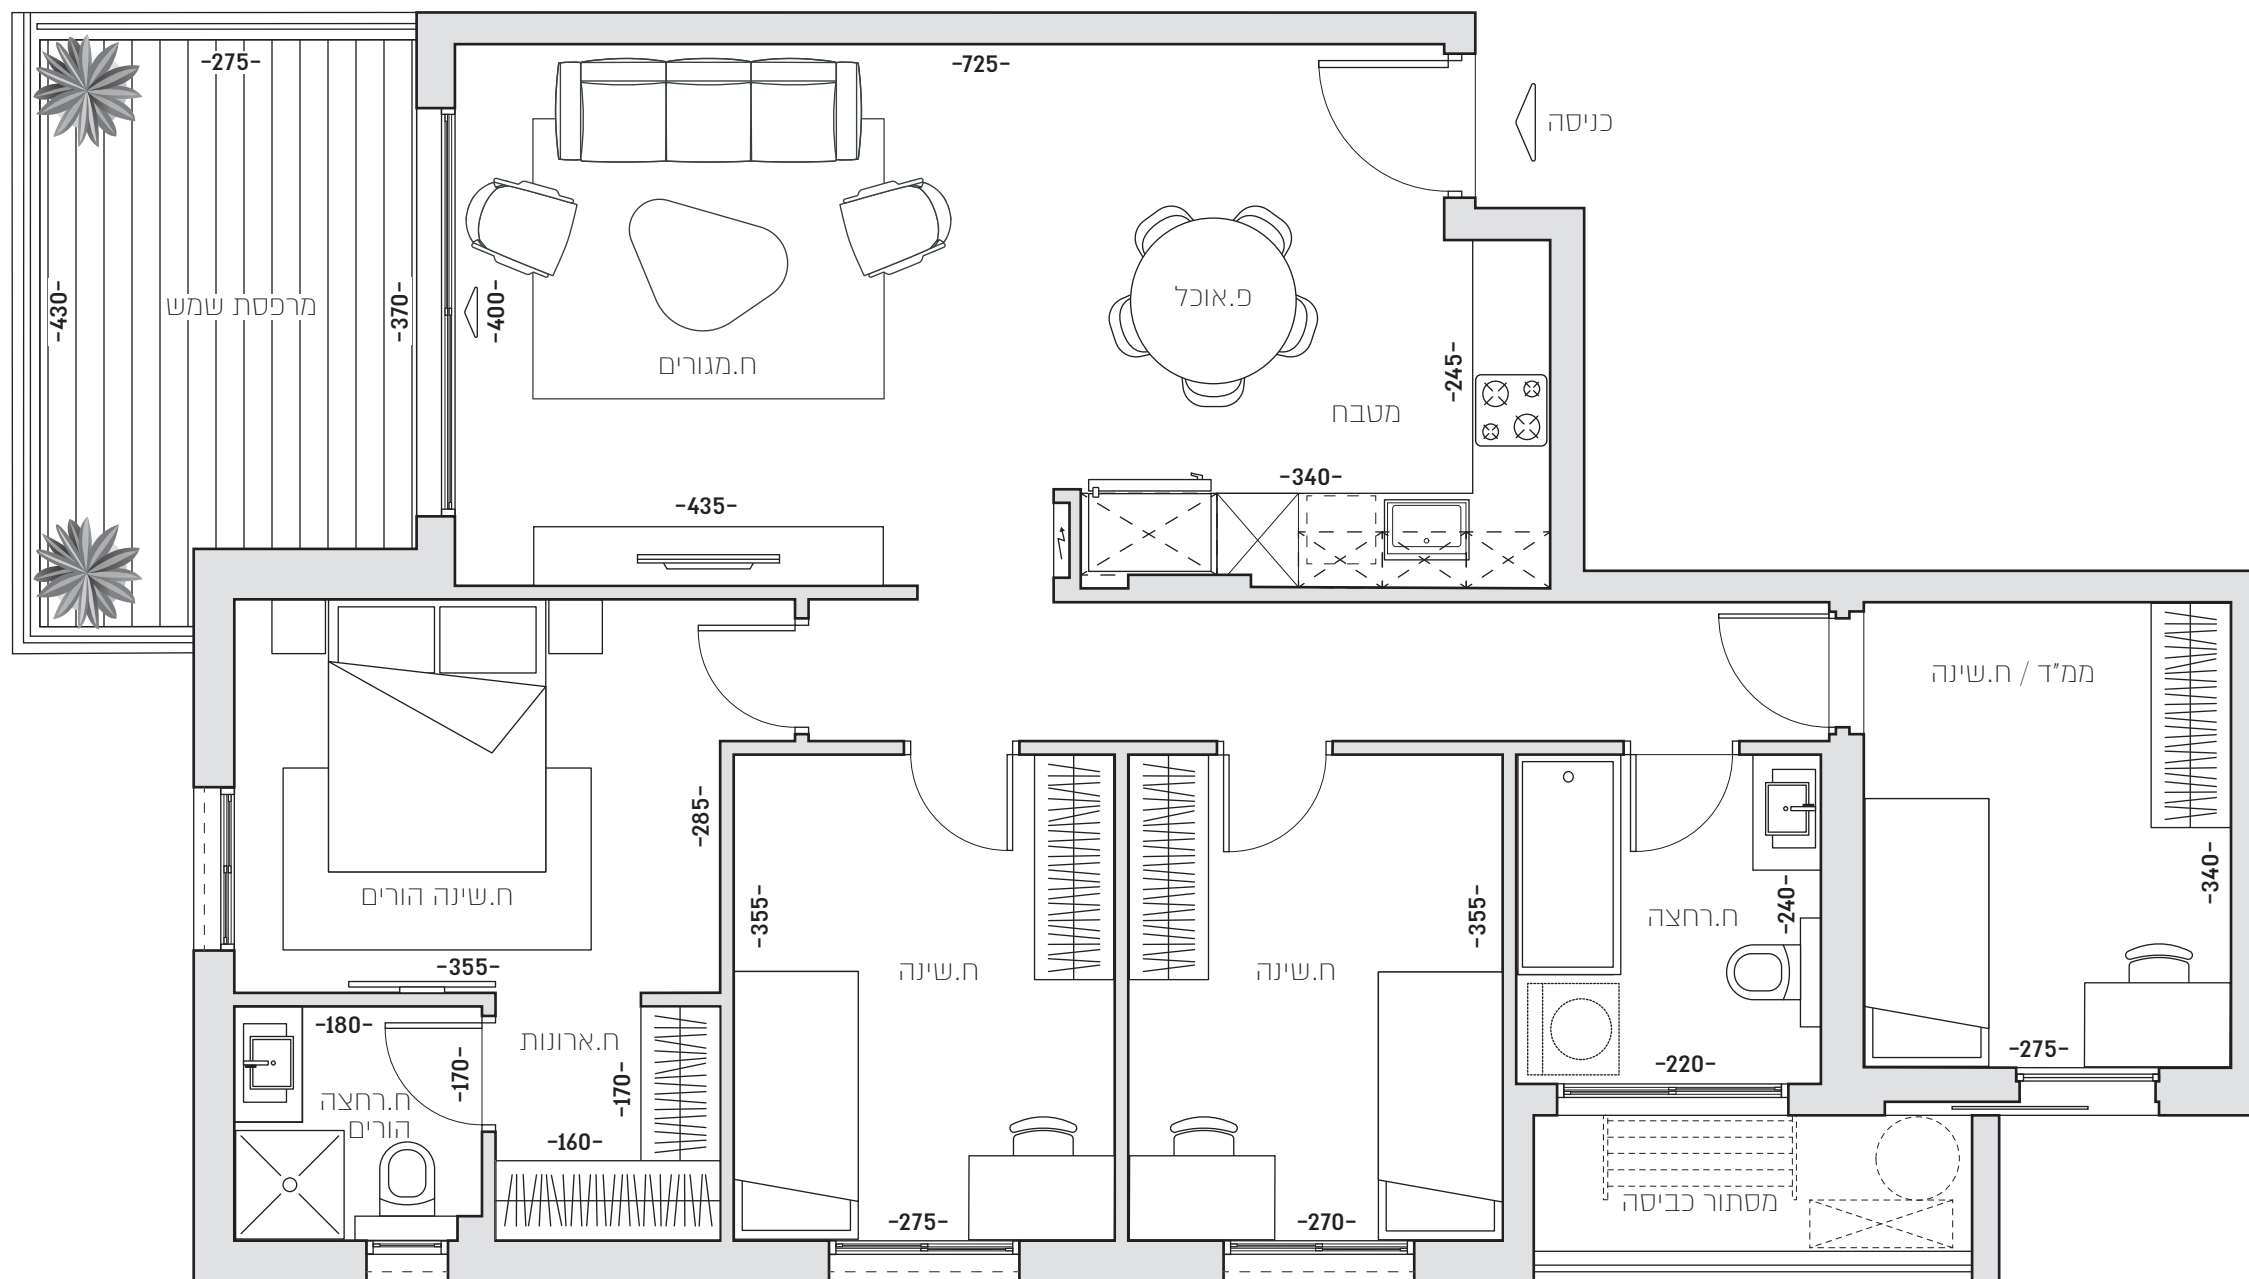 -275-
-725-
כניסה
-430-
מרפסת שמש
-370-
-400-
פ.אוכל
ח.מגורים
-245-
מטבח
-340-
-435-
ממ"ד / ח.שינה
-285-
-340-
ח.שינה הורים
-355-
-355-
-240-
ח.רחצה
-355-
ח.שינה
ח.שינה
-180-
ח.ארונות
-170-
-170-
-220-
-275-
ח.רחצה
הורים
-160-
-275-
-270-
מסתור כביסה